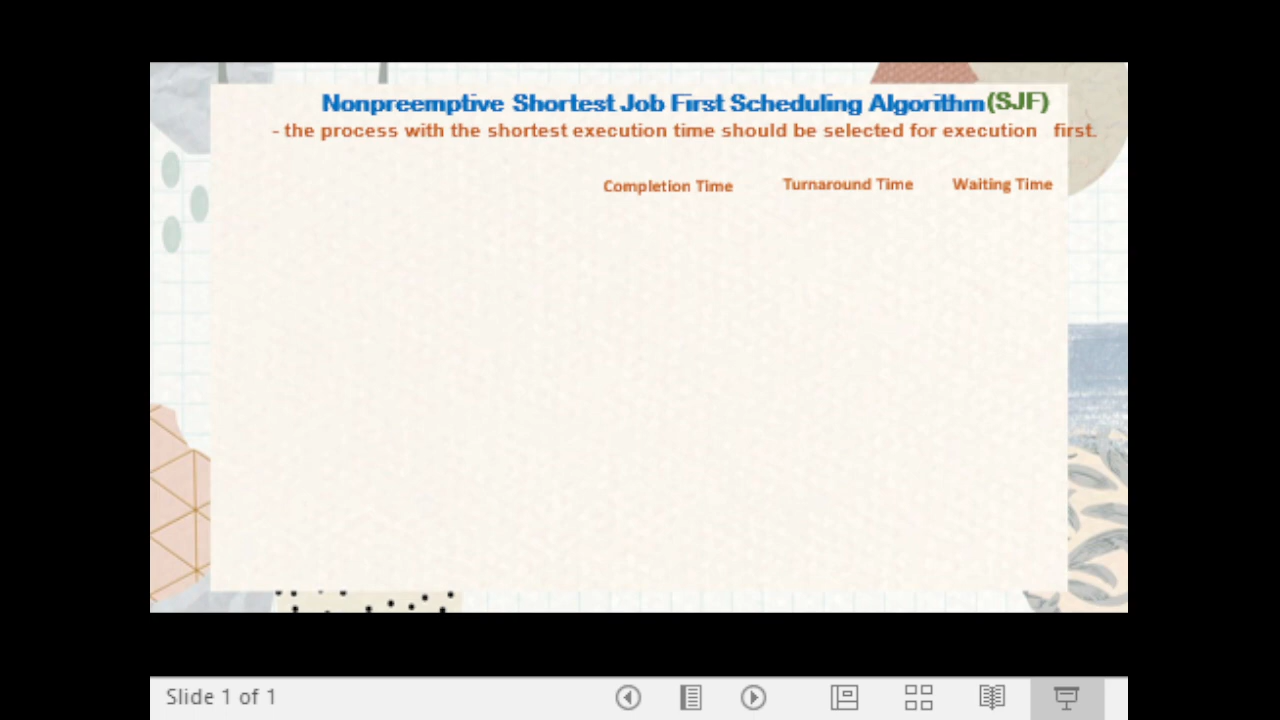 Nonpreemptive Shortest Job First Scheduling Algorithm (SJF)
- the process with the shortest execution time should be selected for execution first.
Completion Time Turnaround Time Waiting Time
Slide 1 of 1